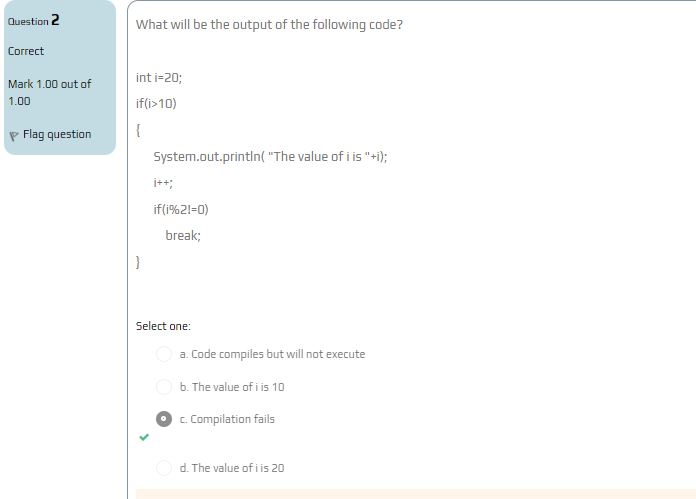 Question 2
Correct
Mark 1.00 out of
1.00
Flag question
What will be the output of the following code?
int i=20;
if(i>10)
{
System.out.println( "The value of i is "+i);
i++;
if(i%2!=0)
break;
}
Select one:
a. Code compiles but will not execute
b. The value of i is 10
c. Compilation fails
d. The value of i is 20